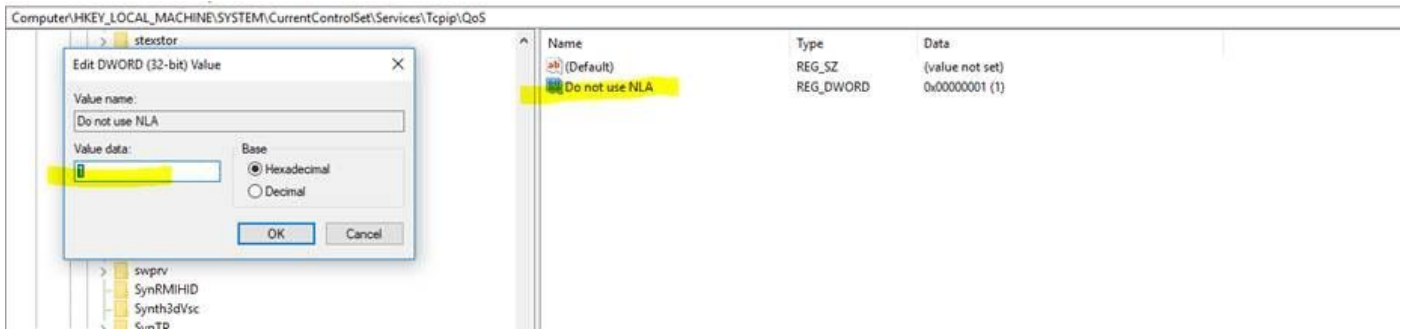 Computer\HKEY_LOCAL_MACHINE\SYSTEM\CurrentControlSet\Services\Tcpip\QoS
stexstor
Edit DWORD (32-bit) Value
Value name:
Do not use NLA
Value data:
1
Base
Hexadecimal
Decimal
OK Cancel
swprv
SynRMIHID
Synth3dVsc
SynTP
Name Type Data
ab (Default) REG_SZ (value not set)
Do not use NLA REG_DWORD 0x00000001 (1)